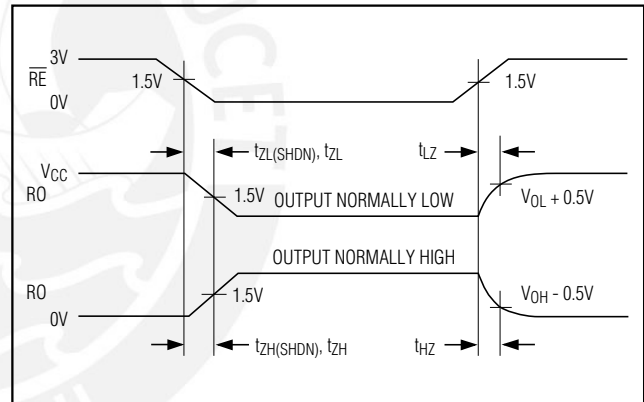 3V
RE
1.5V
1.5V
0V
tZL(SHDN), tZL
tLZ
VCC
RO
1.5V
OUTPUT NORMALLY LOW
VOL + 0.5V
OUTPUT NORMALLY HIGH
RO
1.5V
VOH - 0.5V
0V
tZH(SHDN), tZH
tHZ